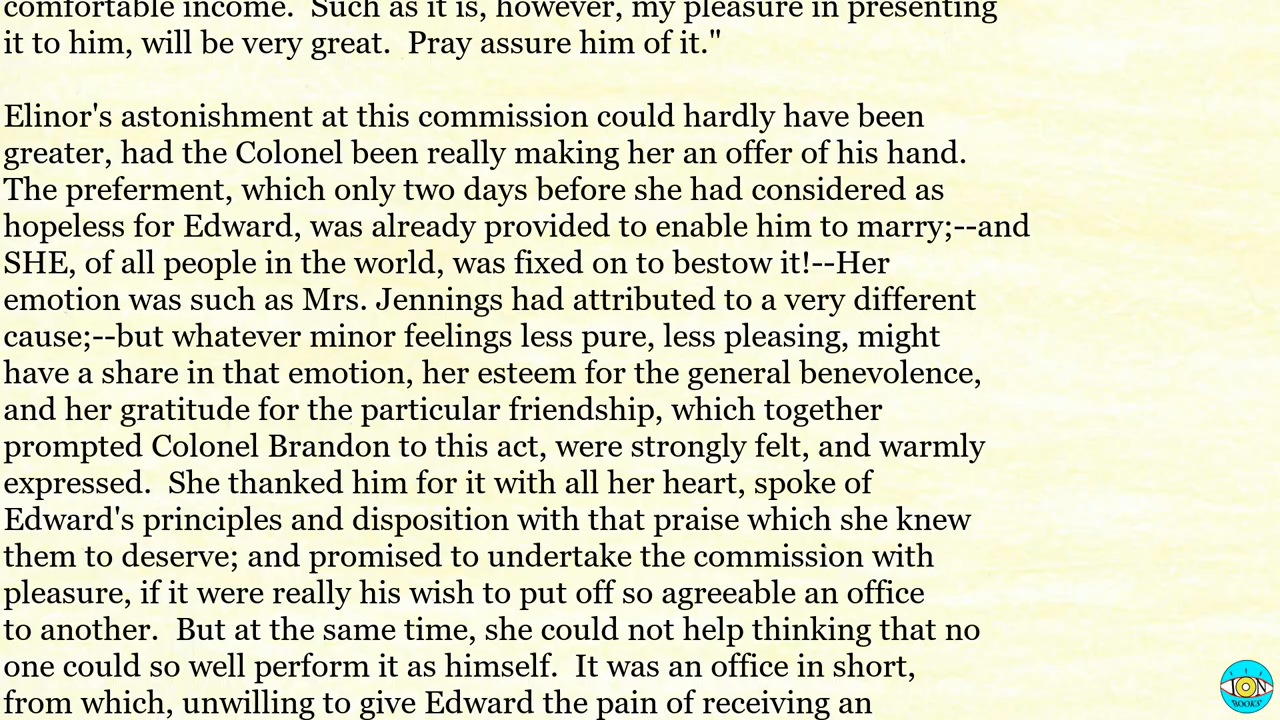 comfortable income.  Such as it is, however, my pleasure in presenting
it to him, will be very great.  Pray assure him of it."
Elinor's astonishment at this commission could hardly have been
greater, had the Colonel been really making her an offer of his hand.
The preferment, which only two days before she had considered as
hopeless for Edward, was already provided to enable him to marry;--and
SHE, of all people in the world, was fixed on to bestow it!--Her
emotion was such as Mrs. Jennings had attributed to a very different
cause;--but whatever minor feelings less pure, less pleasing, might
have a share in that emotion, her esteem for the general benevolence,
and her gratitude for the particular friendship, which together
prompted Colonel Brandon to this act, were strongly felt, and warmly
expressed.  She thanked him for it with all her heart, spoke of
Edward's principles and disposition with that praise which she knew
them to deserve; and promised to undertake the commission with
pleasure, if it were really his wish to put off so agreeable an office
to another.  But at the same time, she could not help thinking that no
one could so well perform it as himself.  It was an office in short,
from which, unwilling to give Edward the pain of receiving an
ION
BOOKS